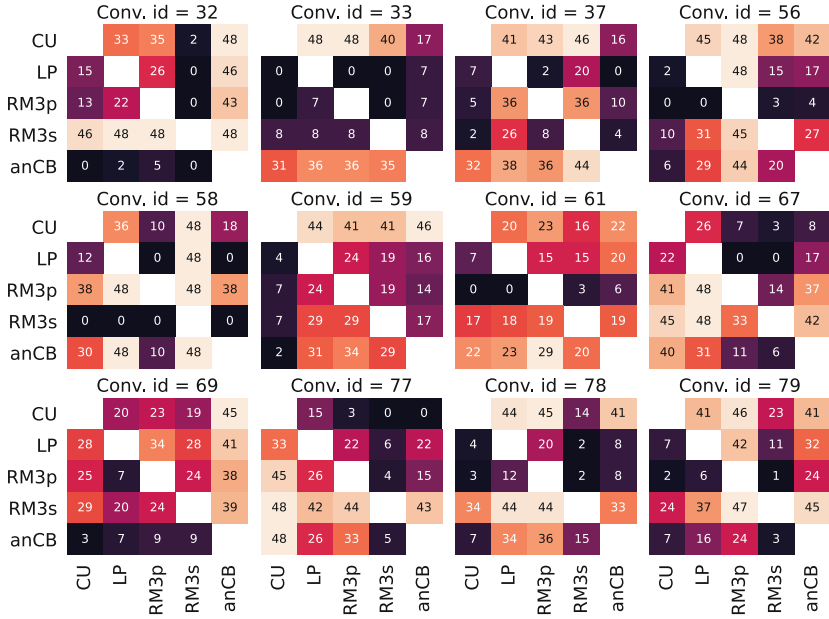 Conv. id = 32 Conv. id = 33 Conv. id = 37 Conv. id = 56
CU 33 35 2 48 48 48 40 17 41 43 46 16 45 48 38 42
LP 15 26 0 46 0 0 0 7 7 2 20 0 2 48 15 17
RM3p 13 22 0 43 0 7 0 7 5 36 36 10 0 0 3 4
RM3s 46 48 48 48 8 8 8 8 2 26 8 4 10 31 45 27
anCB 0 2 5 0 31 36 36 35 32 38 36 44 6 29 44 20
Conv. id = 58 Conv. id = 59 Conv. id = 61 Conv. id = 67
CU 36 10 48 18 44 41 41 46 20 23 16 22 26 7 3 8
LP 12 0 48 0 4 24 19 16 7 15 15 20 22 0 0 17
RM3p 38 48 48 38 7 24 19 14 0 0 3 6 41 48 14 37
RM3s 0 0 0 0 7 29 29 17 17 18 19 19 45 48 33 42
anCB 30 48 10 48 2 31 34 29 22 23 29 20 40 31 11 6
Conv. id = 69 Conv. id = 77 Conv. id = 78 Conv. id = 79
CU 20 23 19 45 15 3 0 0 44 45 14 41 41 46 23 41
LP 28 34 28 41 33 22 6 22 4 20 2 8 7 42 11 32
RM3p 25 7 24 38 45 26 4 15 3 12 2 8 2 6 1 24
RM3s 29 20 24 39 48 42 44 43 34 44 44 33 24 37 47 45
anCB 3 7 9 9 48 26 33 5 7 34 36 15 7 16 24 3
CU LP RM3p RM3s anCB CU LP RM3p RM3s anCB CU LP RM3p RM3s anCB CU LP RM3p RM3s anCB